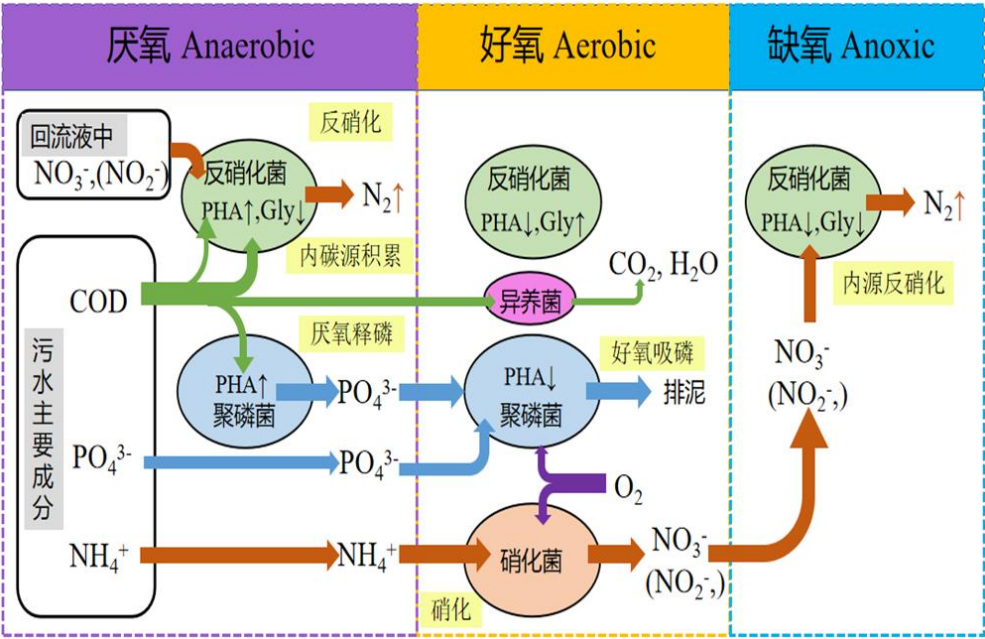 厌氧 Anaerobic
好氧 Aerobic
缺氧 Anoxic
回流液中
NO₃⁻,(NO₂⁻)
反硝化
反硝化菌
PHA↑,Gly↓
N₂↑
内碳源积累
污水主要成分
COD
厌氧释磷
PHA↑
聚磷菌
PO₄³⁻
PO₄³⁻
PO₄³⁻
NH₄⁺
NH₄⁺
反硝化菌
PHA↓,Gly↑
CO₂, H₂O
异养菌
好氧吸磷
PHA↓
聚磷菌
排泥
O₂
硝化菌
硝化
NO₃⁻
(NO₂⁻,)
反硝化菌
PHA↓,Gly↓
N₂↑
内源反硝化
NO₃⁻
(NO₂⁻,)